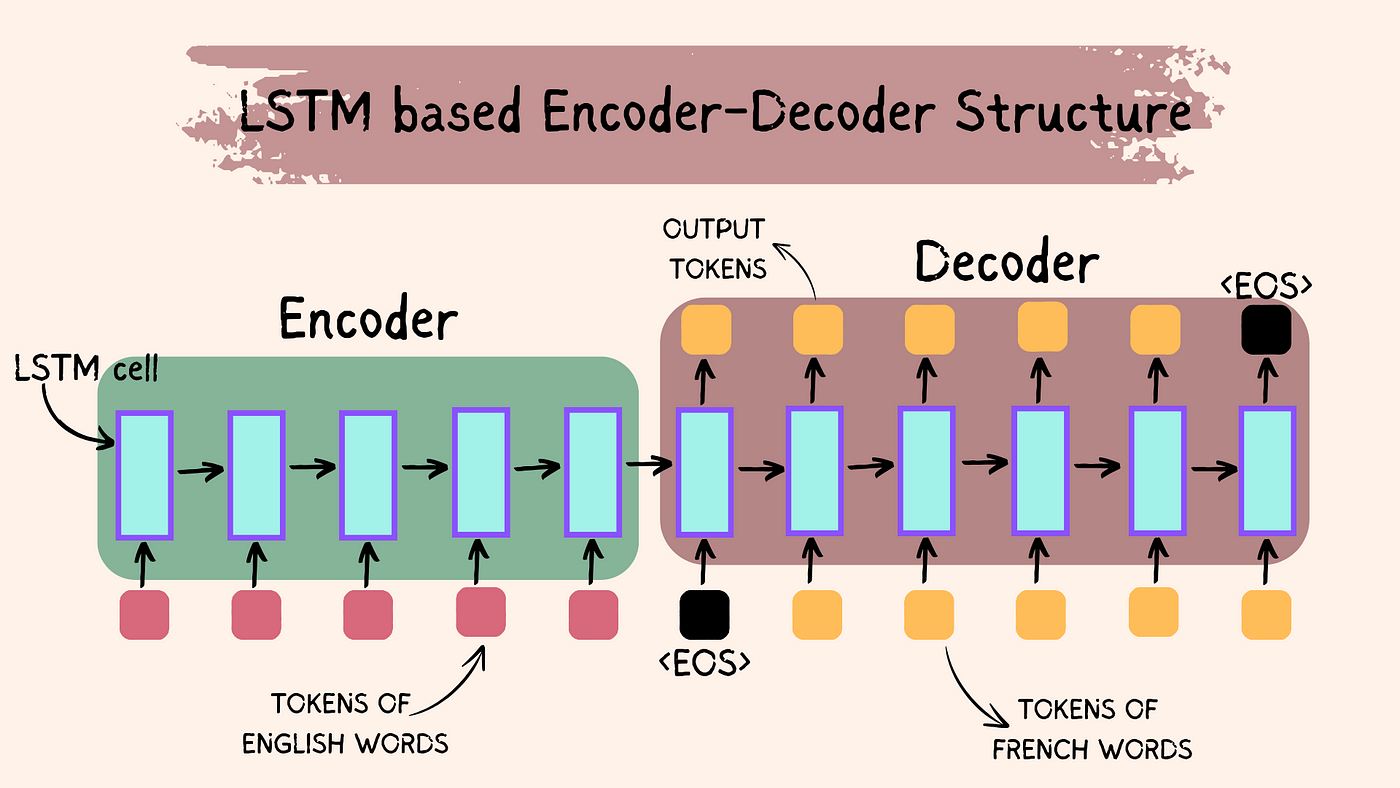 LSTM based Encoder-Decoder Structure
OUTPUT
TOKENS
Decoder
<EOS>
Encoder
LSTM cell
<EOS>
TOKENS OF
ENGLISH WORDS
TOKENS OF
FRENCH WORDS